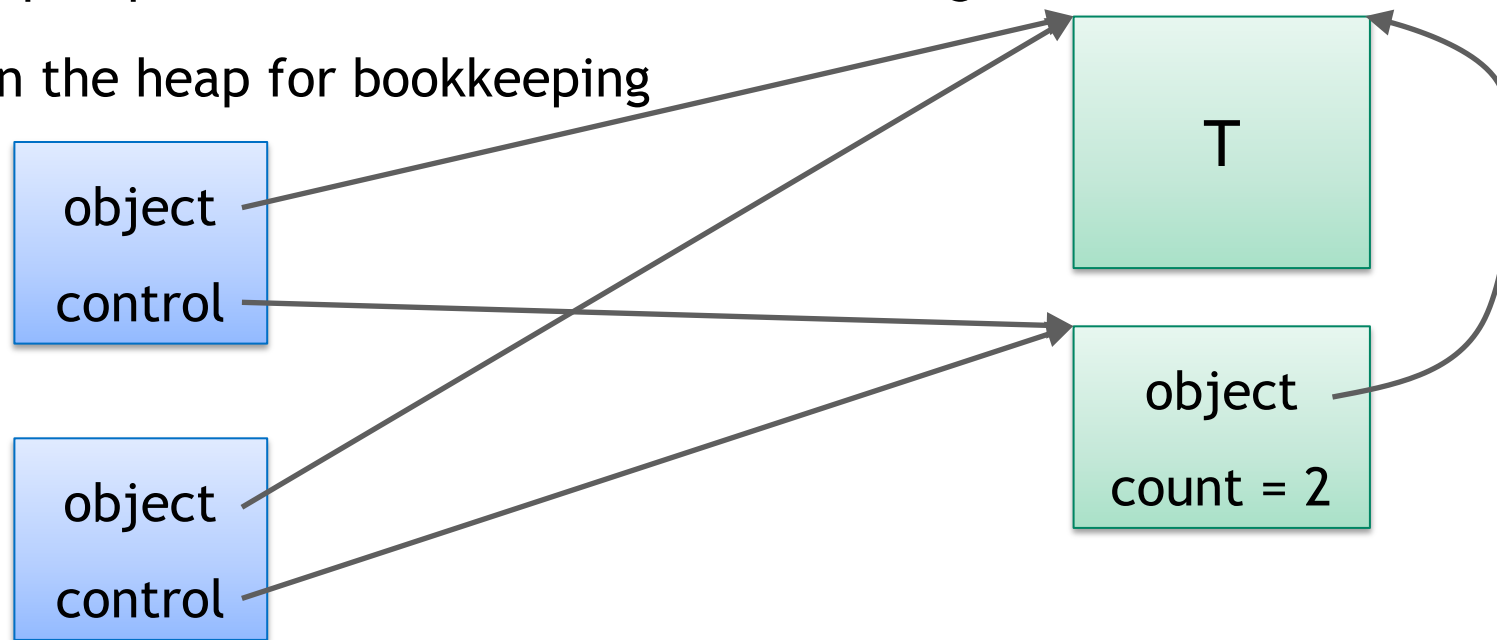 n the heap for bookkeeping
T
object
control
object
count = 2
object
control